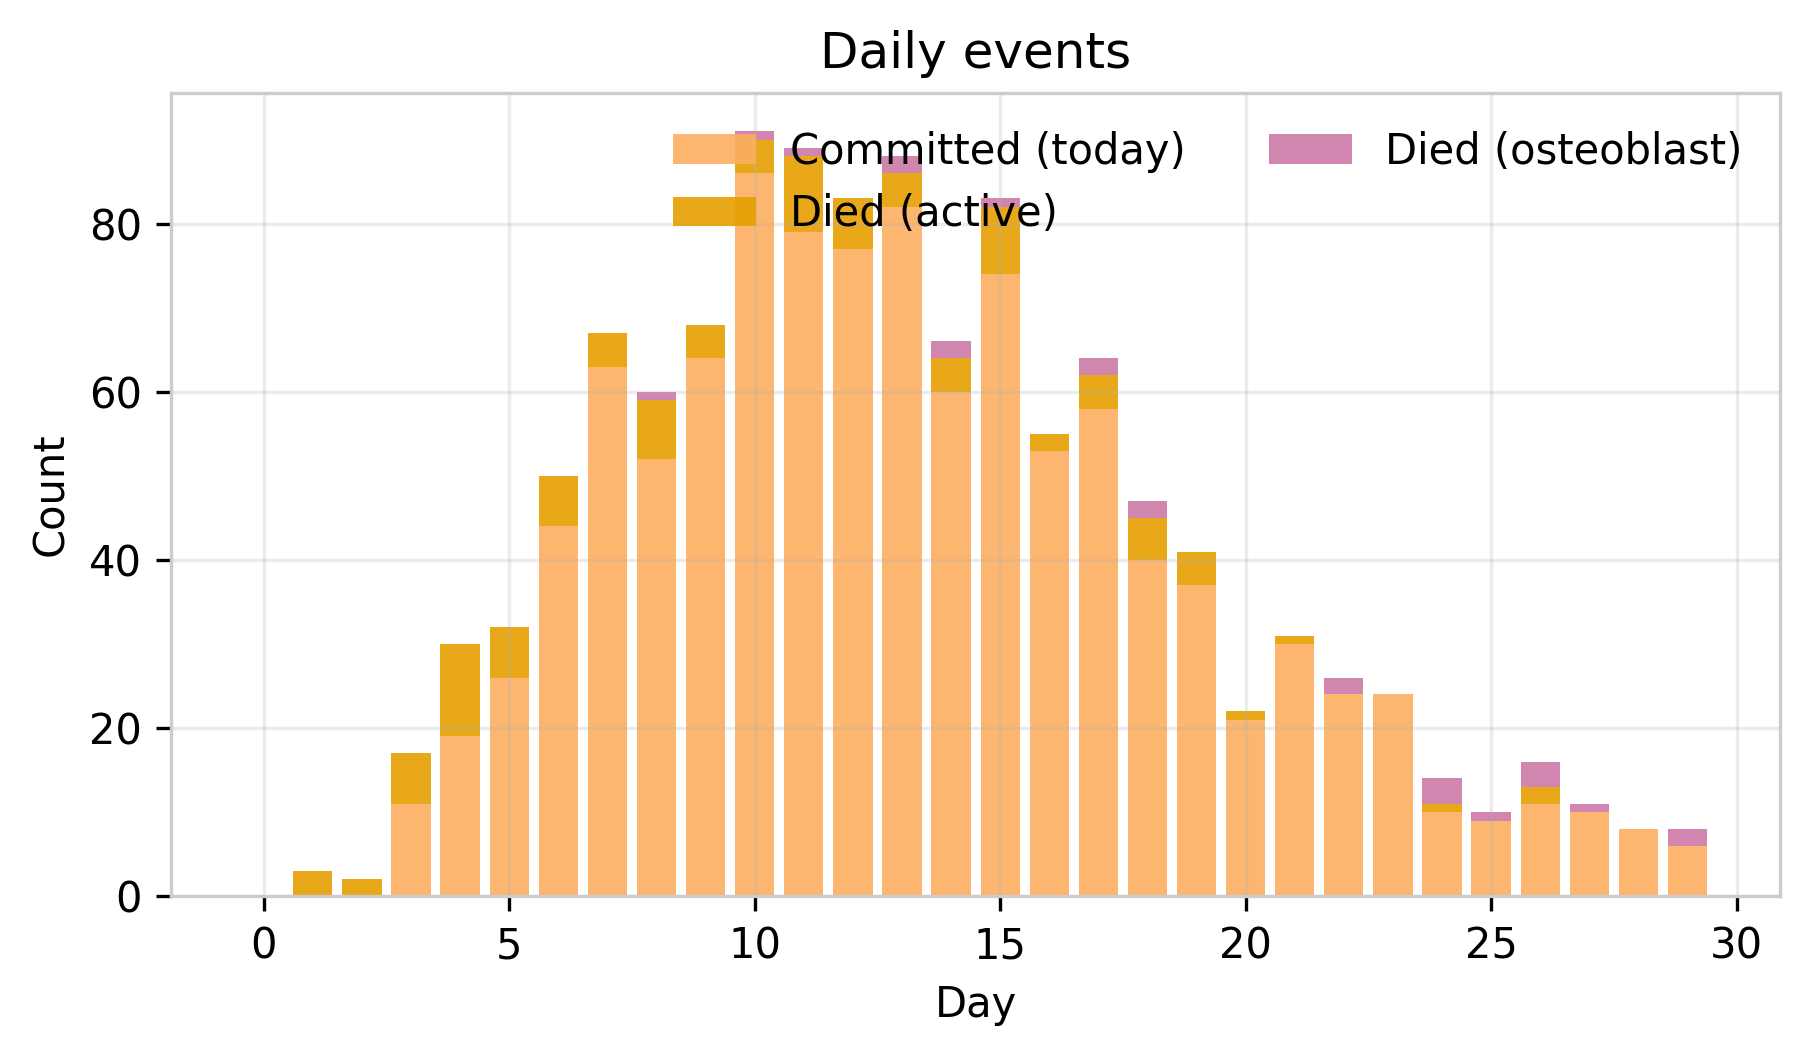 Daily events
Committed (today)
Died (active)
Died (osteoblast)
Count
80
60
40
20
0
0 5 10 15 20 25 30
Day